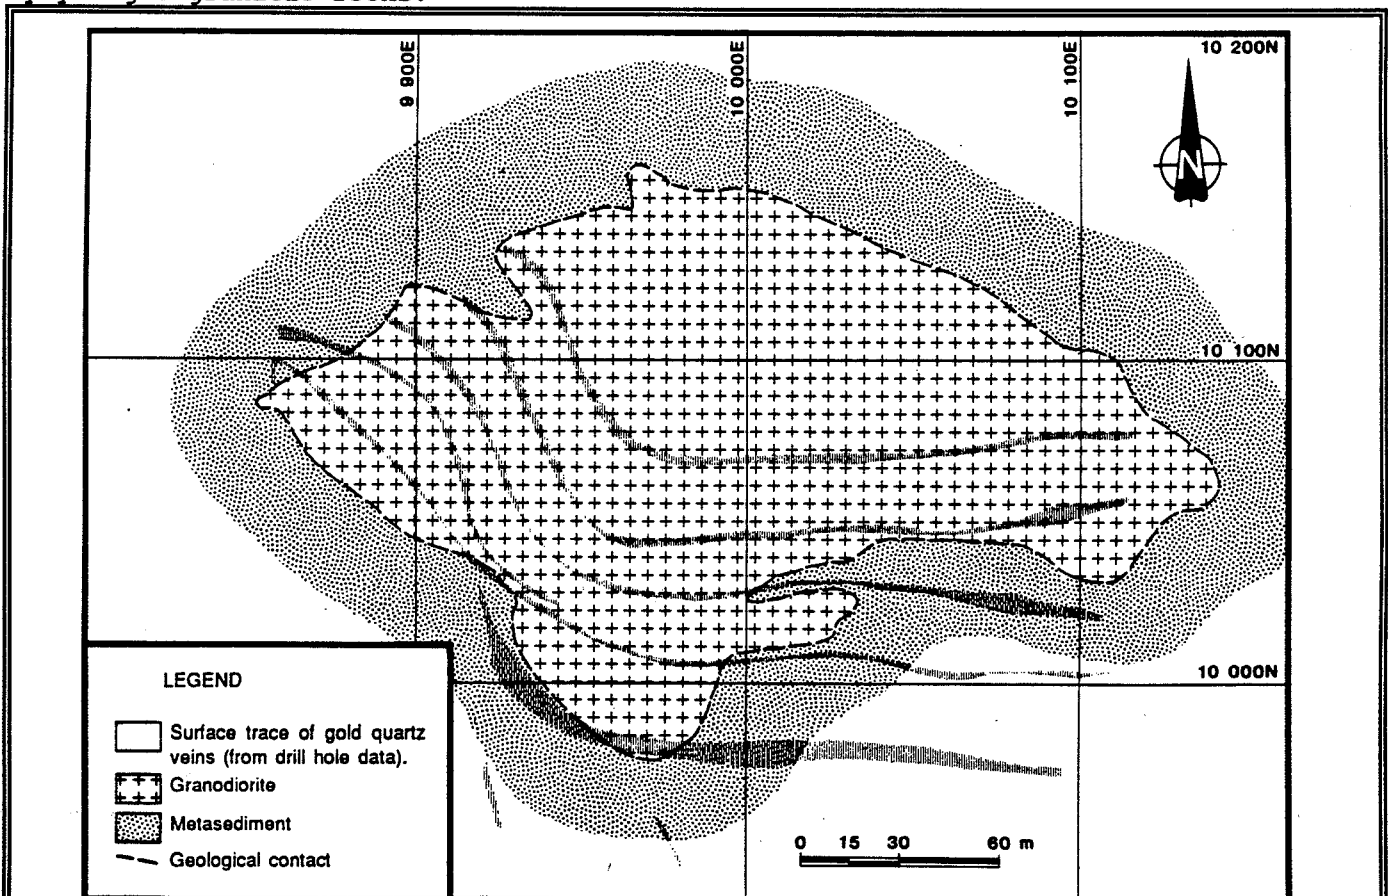 9 900E
10 000E
10 100E
10 200N
N
10 100N
10 000N
LEGEND
Surface trace of gold quartz
veins (from drill hole data).
Granodiorite
Metasediment
Geological contact
0 15 30 60 m